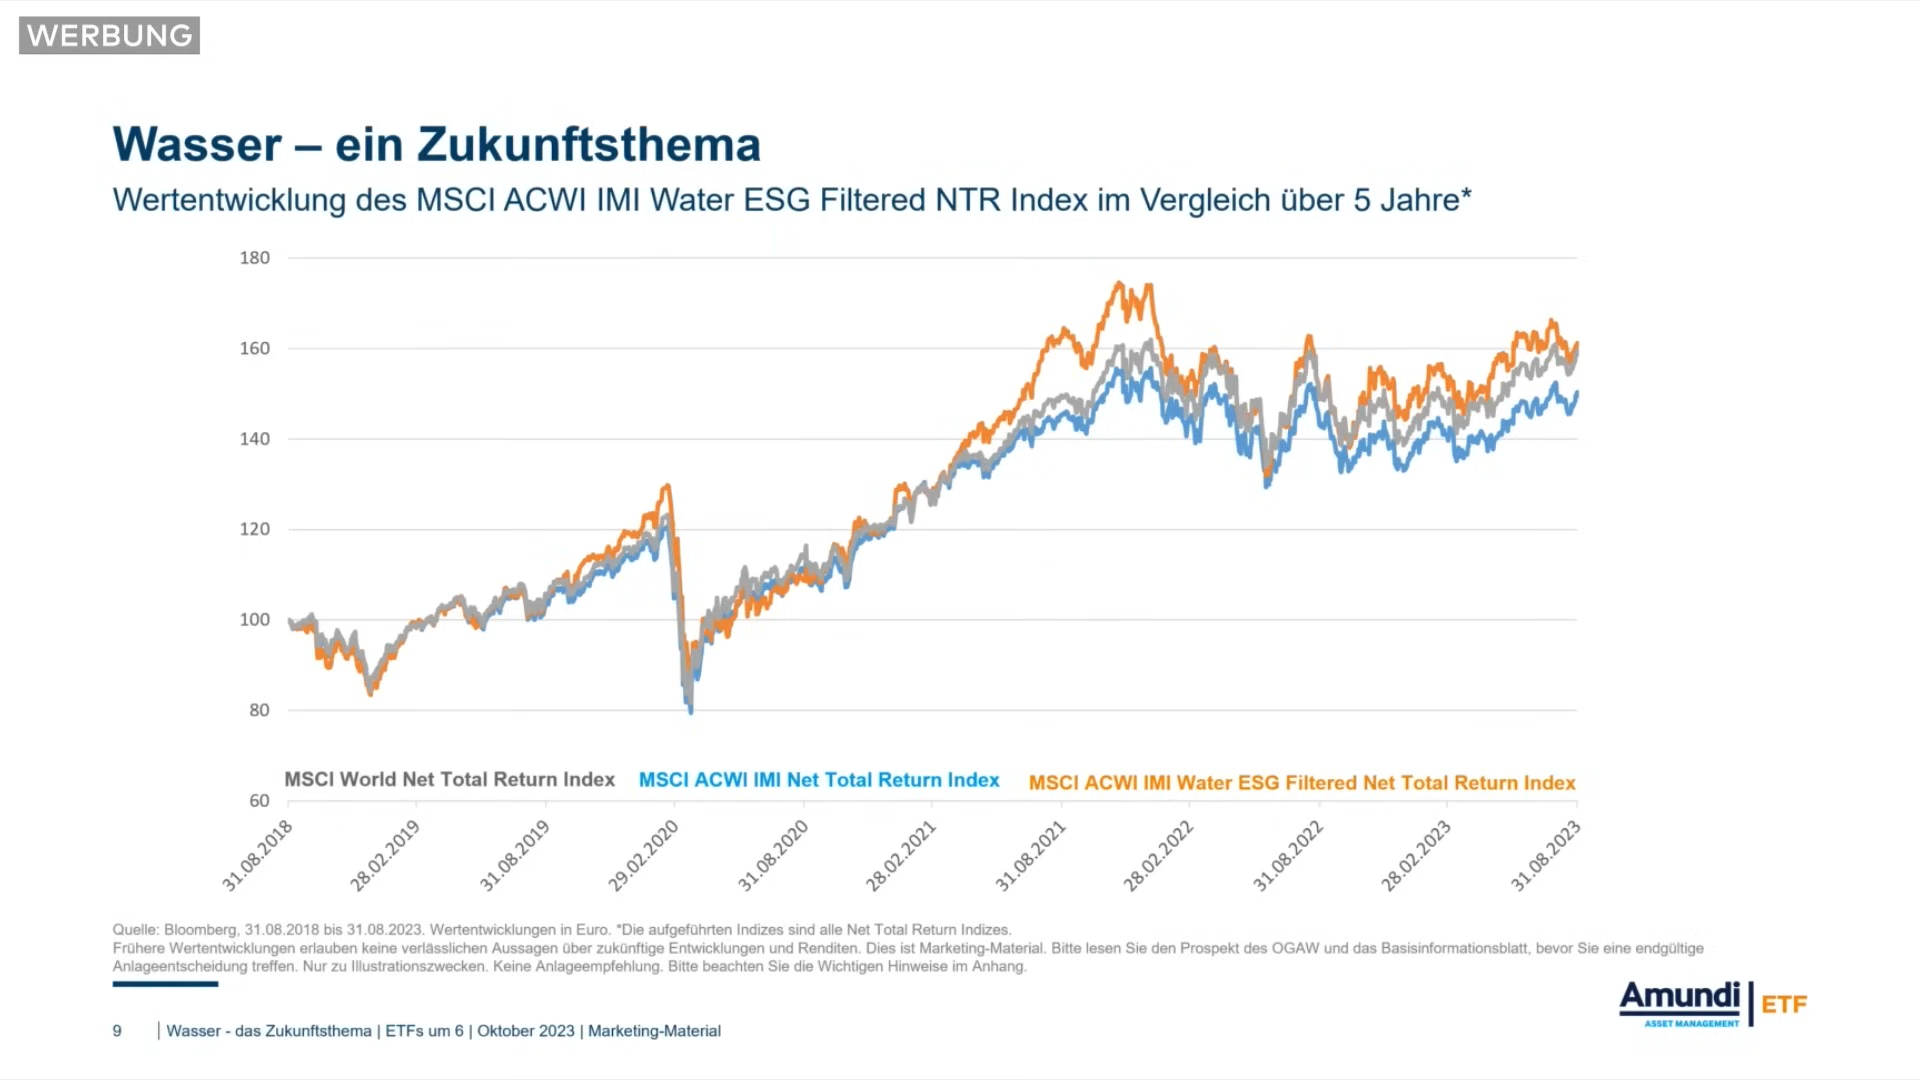 WERBUNG
Wasser – ein Zukunftsthema
Wertentwicklung des MSCI ACWI IMI Water ESG Filtered NTR Index im Vergleich über 5 Jahre*
180
160
140
120
100
80
60
MSCI World Net Total Return Index
MSCI ACWI IMI Net Total Return Index
MSCI ACWI IMI Water ESG Filtered Net Total Return Index
31.08.2018
28.02.2019
31.08.2019
29.02.2020
31.08.2020
28.02.2021
31.08.2021
28.02.2022
31.08.2022
28.02.2023
31.08.2023
Quelle: Bloomberg, 31.08.2018 bis 31.08.2023. Wertentwicklungen in Euro. *Die aufgeführten Indizes sind alle Net Total Return Indizes.
Frühere Wertentwicklungen erlauben keine verlässlichen Aussagen über zukünftige Entwicklungen und Renditen. Dies ist Marketing-Material. Bitte lesen Sie den Prospekt des OGAW und das Basisinformationsblatt, bevor Sie eine endgültige
Anlageentscheidung treffen. Nur zu Illustrationszwecken. Keine Anlageempfehlung. Bitte beachten Sie die Wichtigen Hinweise im Anhang.
9 | Wasser - das Zukunftsthema | ETFs um 6 | Oktober 2023 | Marketing-Material
Amundi | ETF
ASSET MANAGEMENT